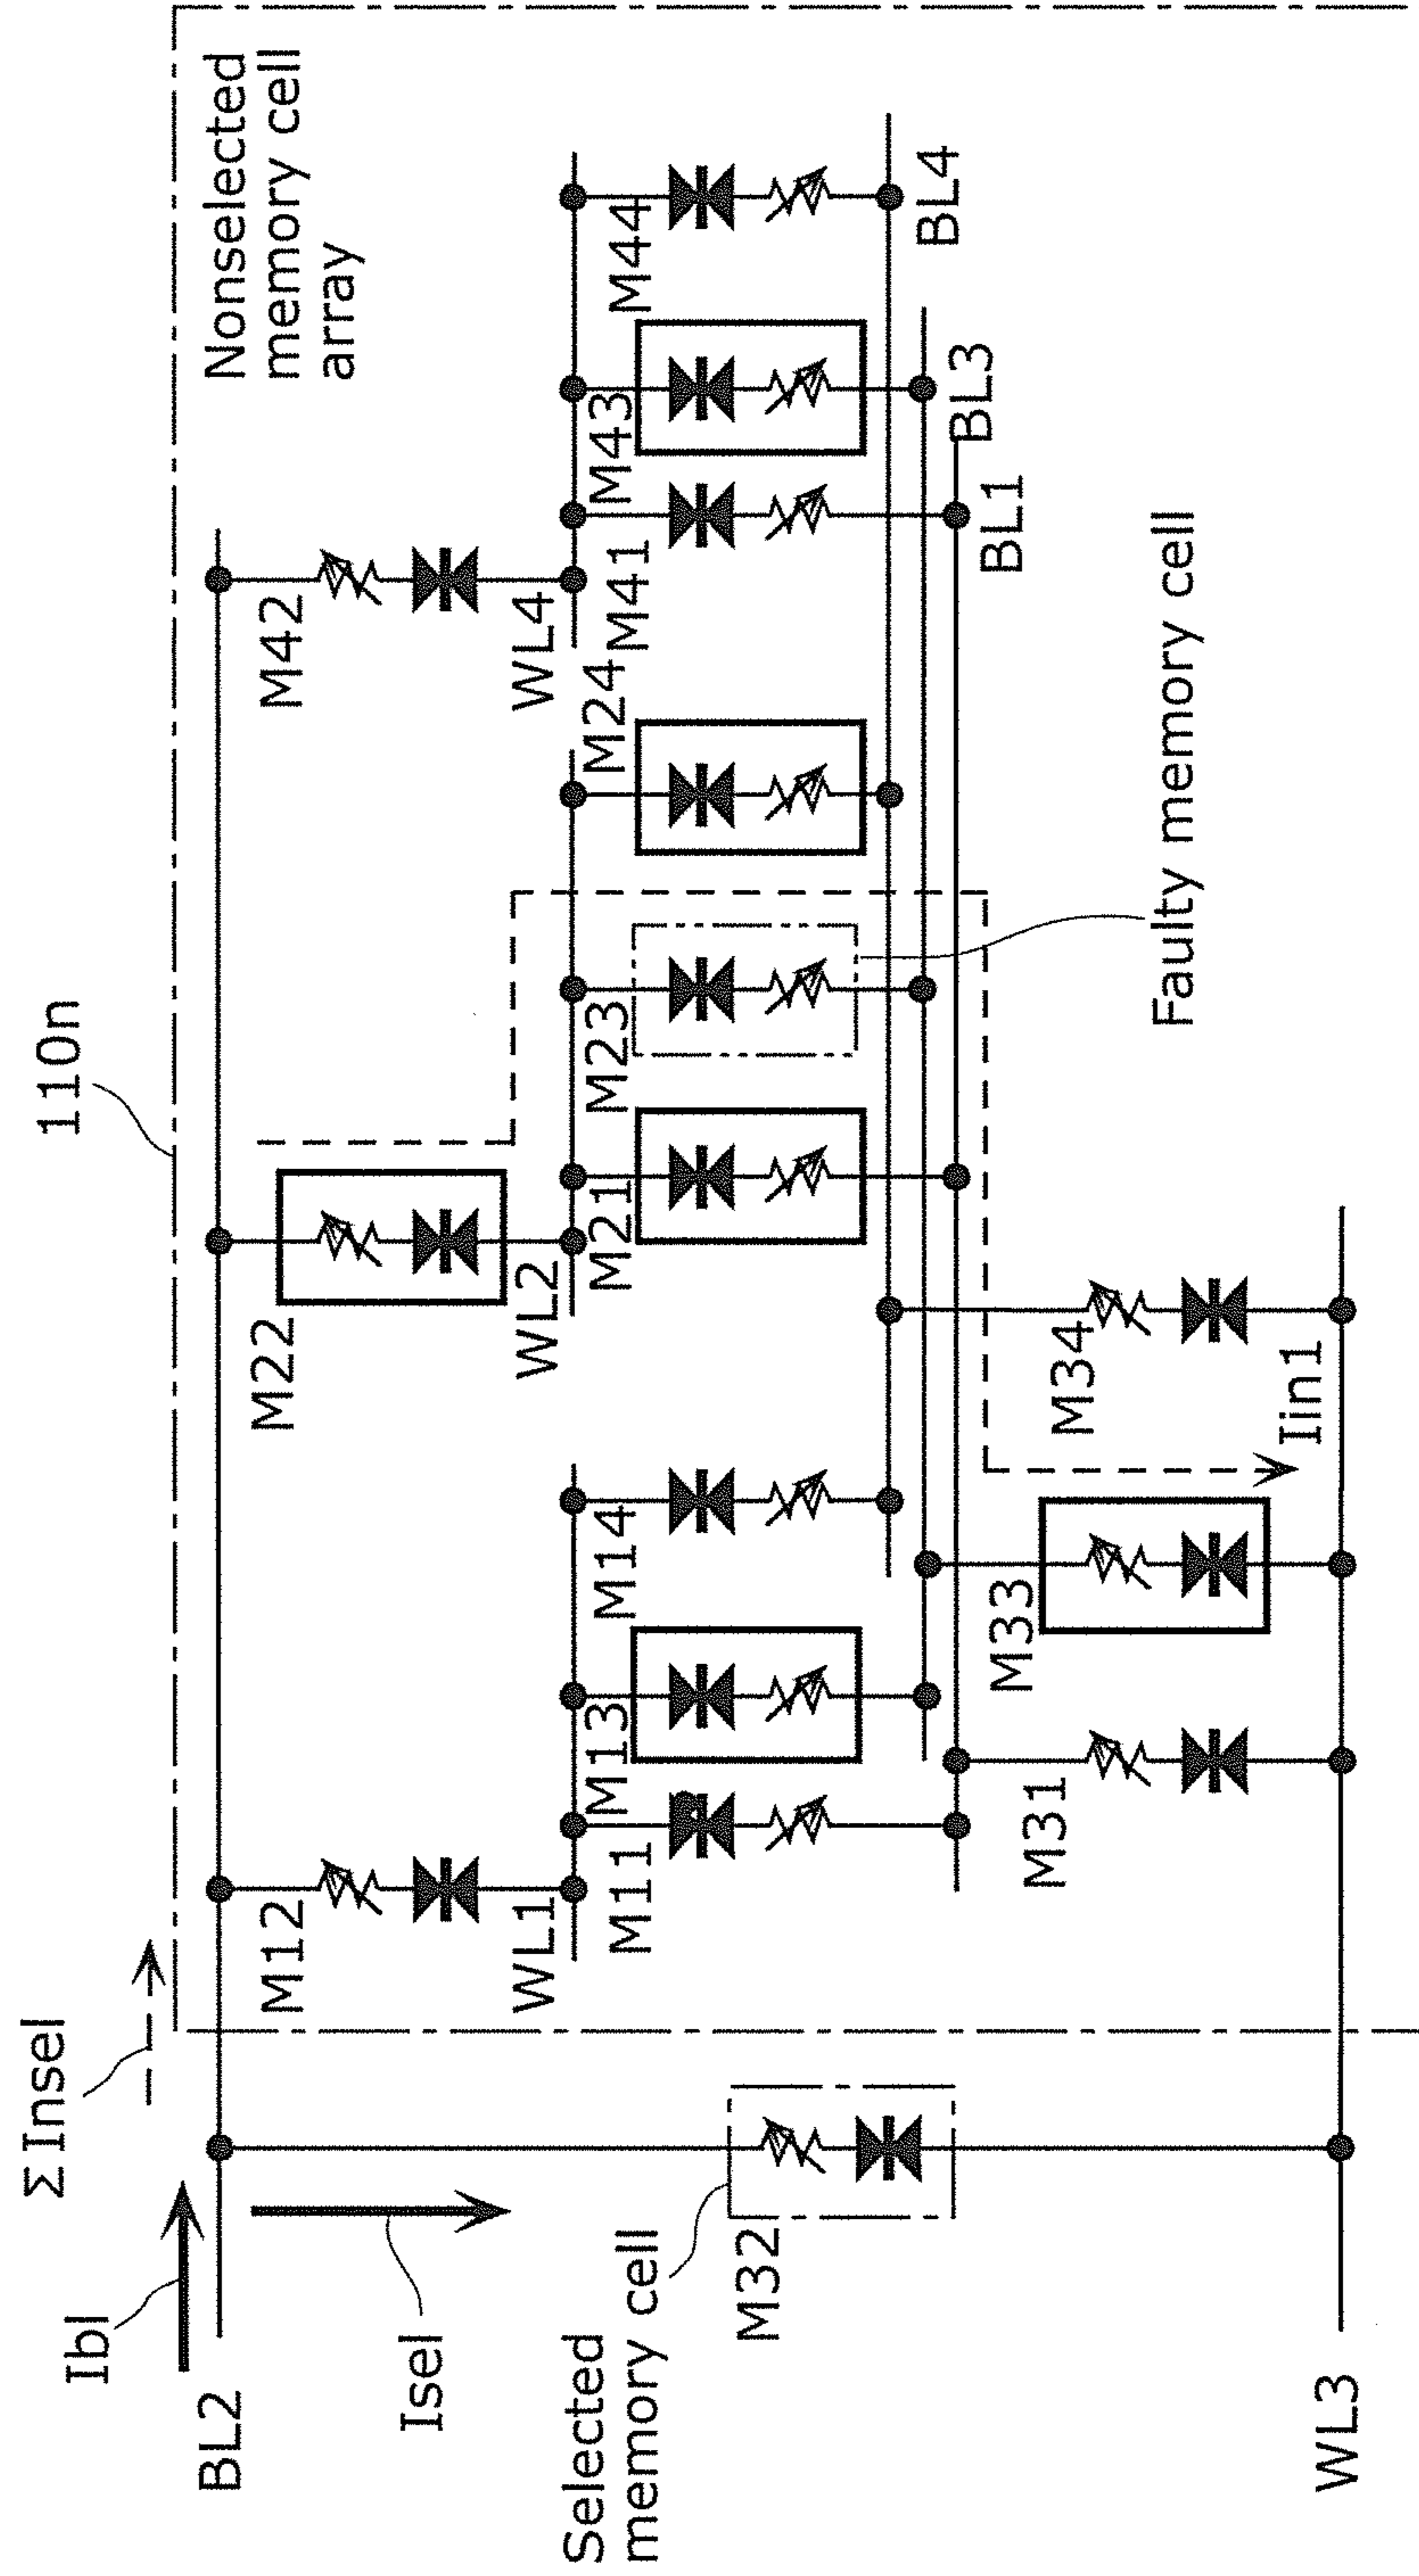 110n
Nonselected
memory cell
array
Σ Insel
Ibl
BL2
Isel
M12
M22
M42
WL1
WL2
WL4
M11
M13
M14
M21
M23
M24
M41
M43
M44
BL4
BL3
BL1
Selected
memory cell
M32
M31
M33
M34
Iin1
Faulty memory cell
WL3